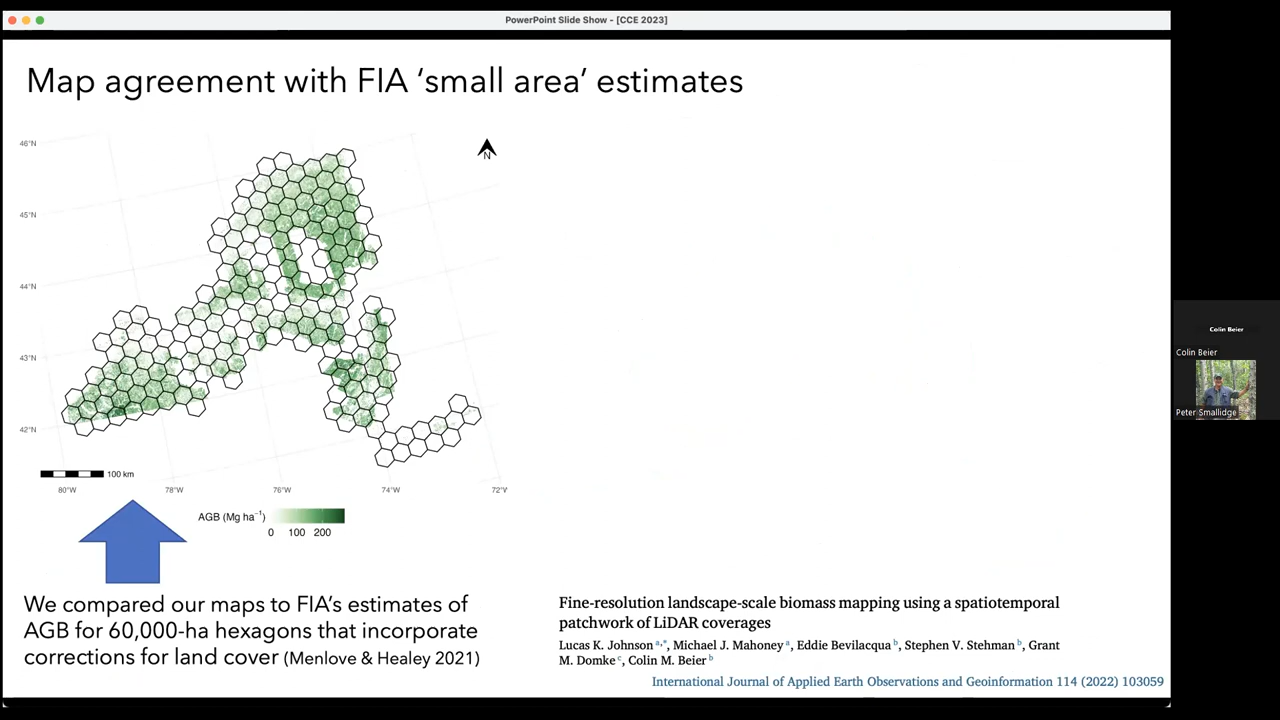 PowerPoint Slide Show - [CCE 2023]
Map agreement with FIA ‘small area’ estimates
46°N
45°N
44°N
43°N
42°N
N
100 km
80°W
78°W
76°W
74°W
72°W
AGB (Mg ha⁻¹)
0 100 200
We compared our maps to FIA’s estimates of
AGB for 60,000-ha hexagons that incorporate
corrections for land cover (Menlove & Healey 2021)
Fine-resolution landscape-scale biomass mapping using a spatiotemporal
patchwork of LiDAR coverages
Lucas K. Johnson a,*, Michael J. Mahoney a, Eddie Bevilacqua b, Stephen V. Stehman b, Grant
M. Domke c, Colin M. Beier b
International Journal of Applied Earth Observations and Geoinformation 114 (2022) 103059
Colin Beier
Colin Beier
Peter Smallidge